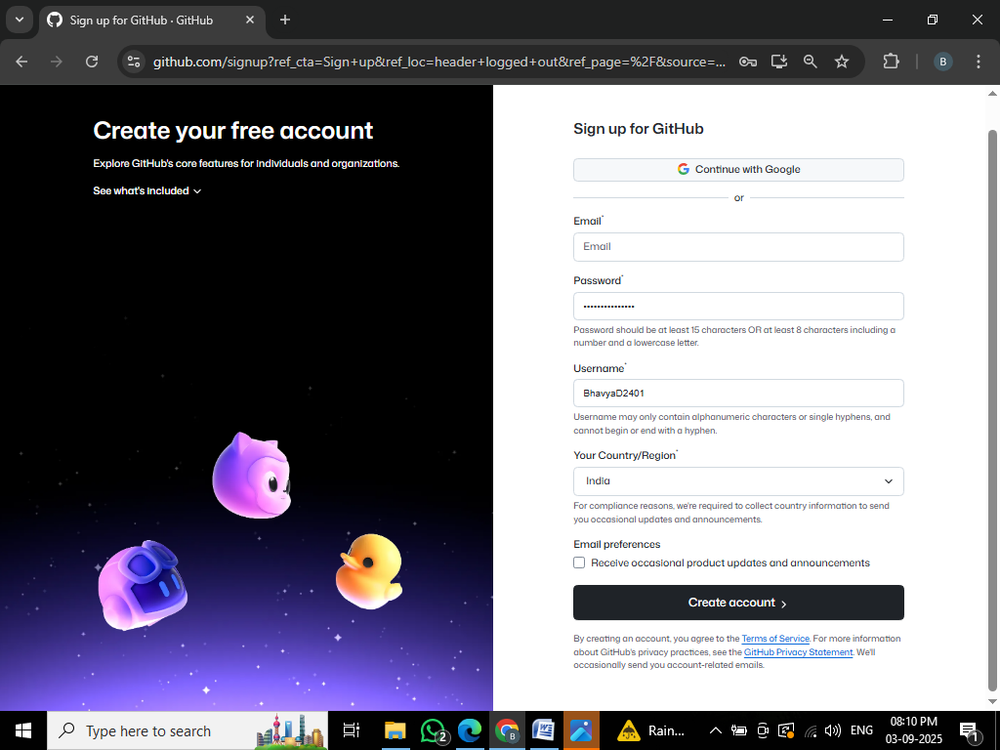 Sign up for GitHub · GitHub
github.com/signup?ref_cta=Sign+up&ref_loc=header+logged+out&ref_page=%2F&source=...
B
Create your free account
Explore GitHub's core features for individuals and organizations.
See what's included
Sign up for GitHub
Continue with Google
or
Email*
Email
Password*
•••••••••••••••
Password should be at least 15 characters OR at least 8 characters including a
number and a lowercase letter.
Username*
BhavyaD2401
Username may only contain alphanumeric characters or single hyphens, and
cannot begin or end with a hyphen.
Your Country/Region*
India
For compliance reasons, we're required to collect country information to send
you occasional updates and announcements.
Email preferences
Receive occasional product updates and announcements
Create account
By creating an account, you agree to the Terms of Service. For more information
about GitHub's privacy practices, see the GitHub Privacy Statement. We'll
occasionally send you account-related emails.
Type here to search
2
B
W
Rain...
ENG
08:10 PM
03-09-2025
1